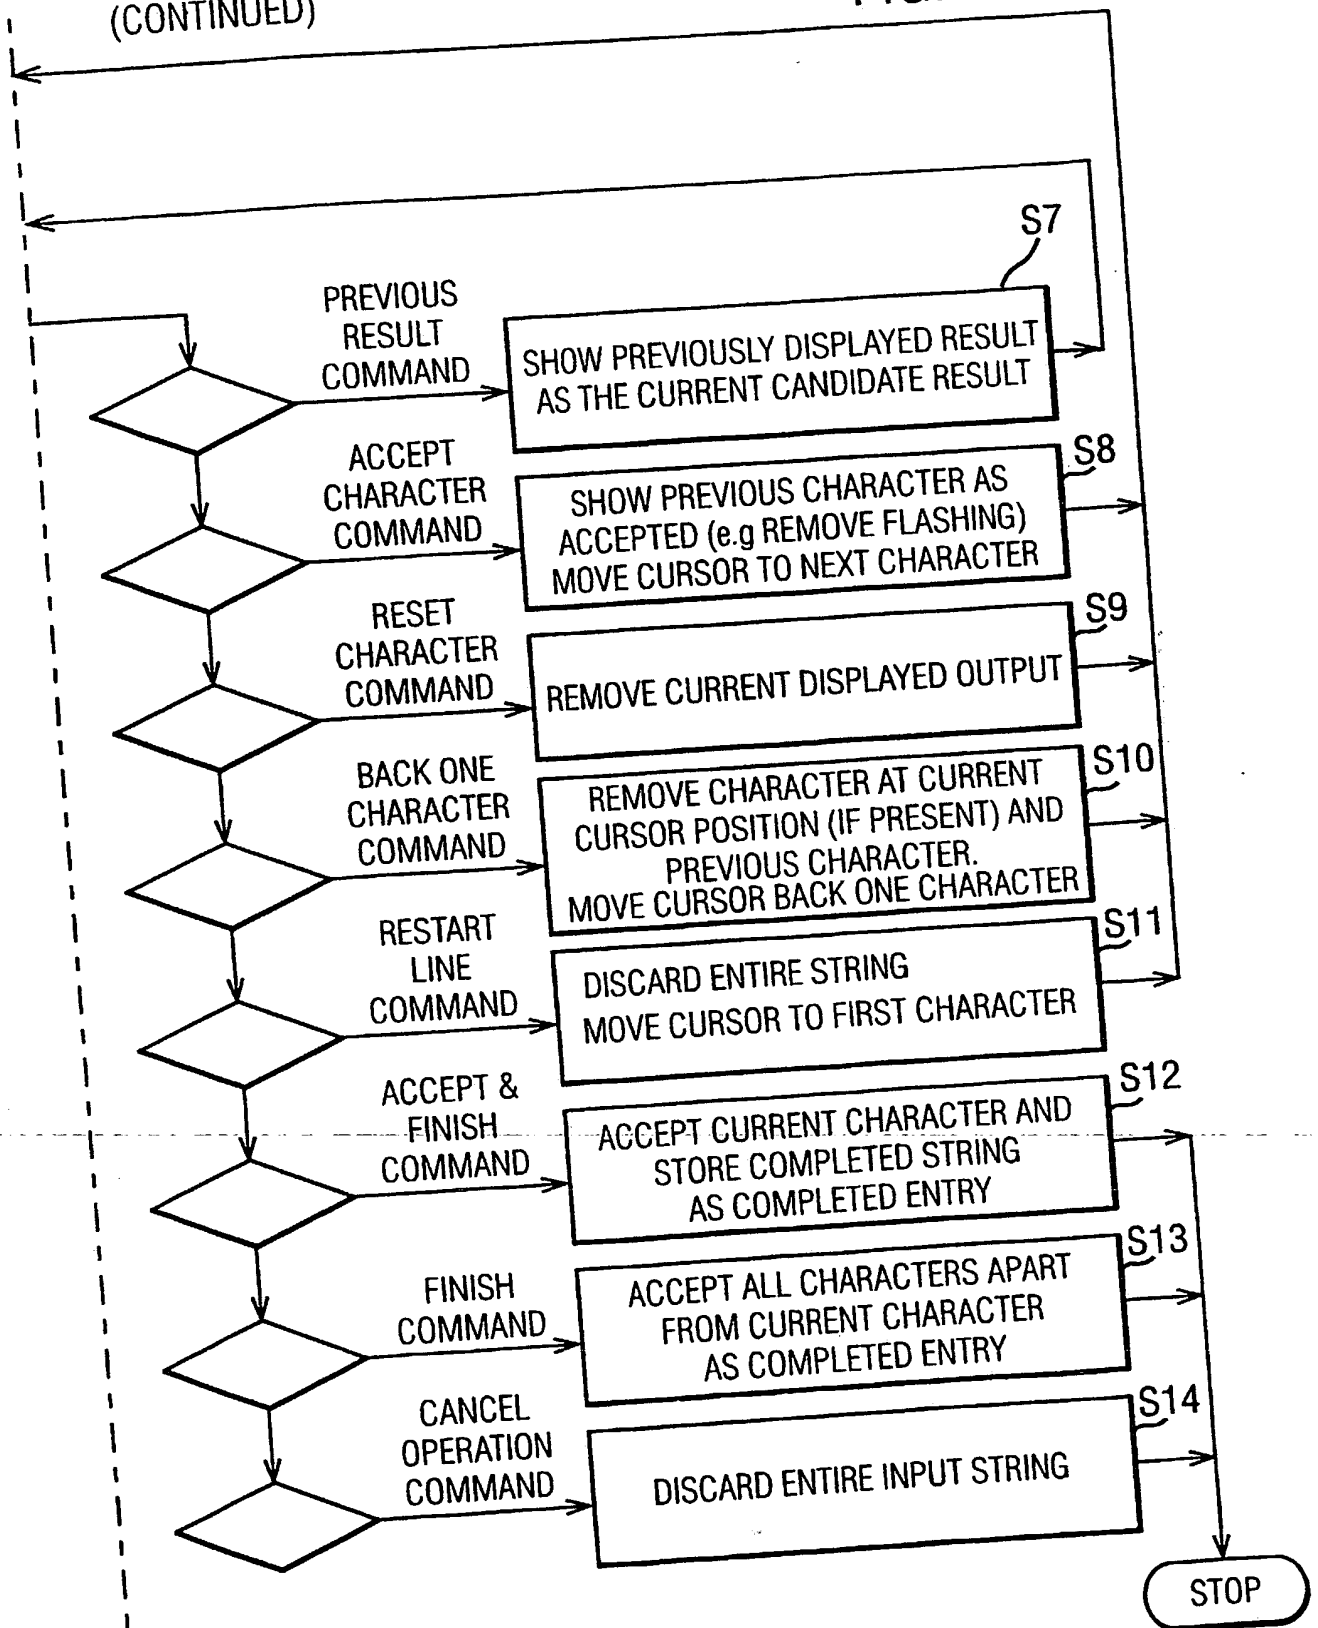 (CONTINUED)
S7
PREVIOUS
RESULT
COMMAND
SHOW PREVIOUSLY DISPLAYED RESULT
AS THE CURRENT CANDIDATE RESULT
S8
ACCEPT
CHARACTER
COMMAND
SHOW PREVIOUS CHARACTER AS
ACCEPTED (e.g REMOVE FLASHING)
MOVE CURSOR TO NEXT CHARACTER
S9
RESET
CHARACTER
COMMAND
REMOVE CURRENT DISPLAYED OUTPUT
S10
BACK ONE
CHARACTER
COMMAND
REMOVE CHARACTER AT CURRENT
CURSOR POSITION (IF PRESENT) AND
PREVIOUS CHARACTER.
MOVE CURSOR BACK ONE CHARACTER
S11
RESTART
LINE
COMMAND
DISCARD ENTIRE STRING
MOVE CURSOR TO FIRST CHARACTER
S12
ACCEPT &
FINISH
COMMAND
ACCEPT CURRENT CHARACTER AND
STORE COMPLETED STRING
AS COMPLETED ENTRY
S13
FINISH
COMMAND
ACCEPT ALL CHARACTERS APART
FROM CURRENT CHARACTER
AS COMPLETED ENTRY
S14
CANCEL
OPERATION
COMMAND
DISCARD ENTIRE INPUT STRING
STOP